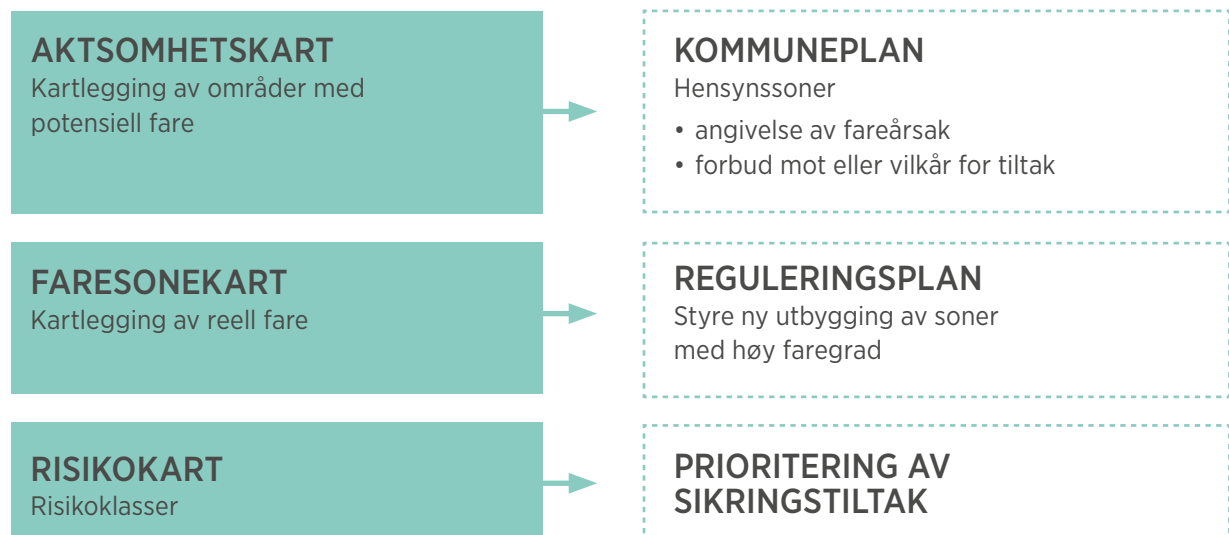 AKTSOMHETSKART
Kartlegging av områder med
potensiell fare
KOMMUNEPLAN
Hensynssoner
• angivelse av fareårsak
• forbud mot eller vilkår for tiltak
FARESONEKART
Kartlegging av reell fare
REGULERINGSPLAN
Styre ny utbygging av soner
med høy faregrad
RISIKOKART
Risikoklasser
PRIORITERING AV
SIKRINGSTILTAK